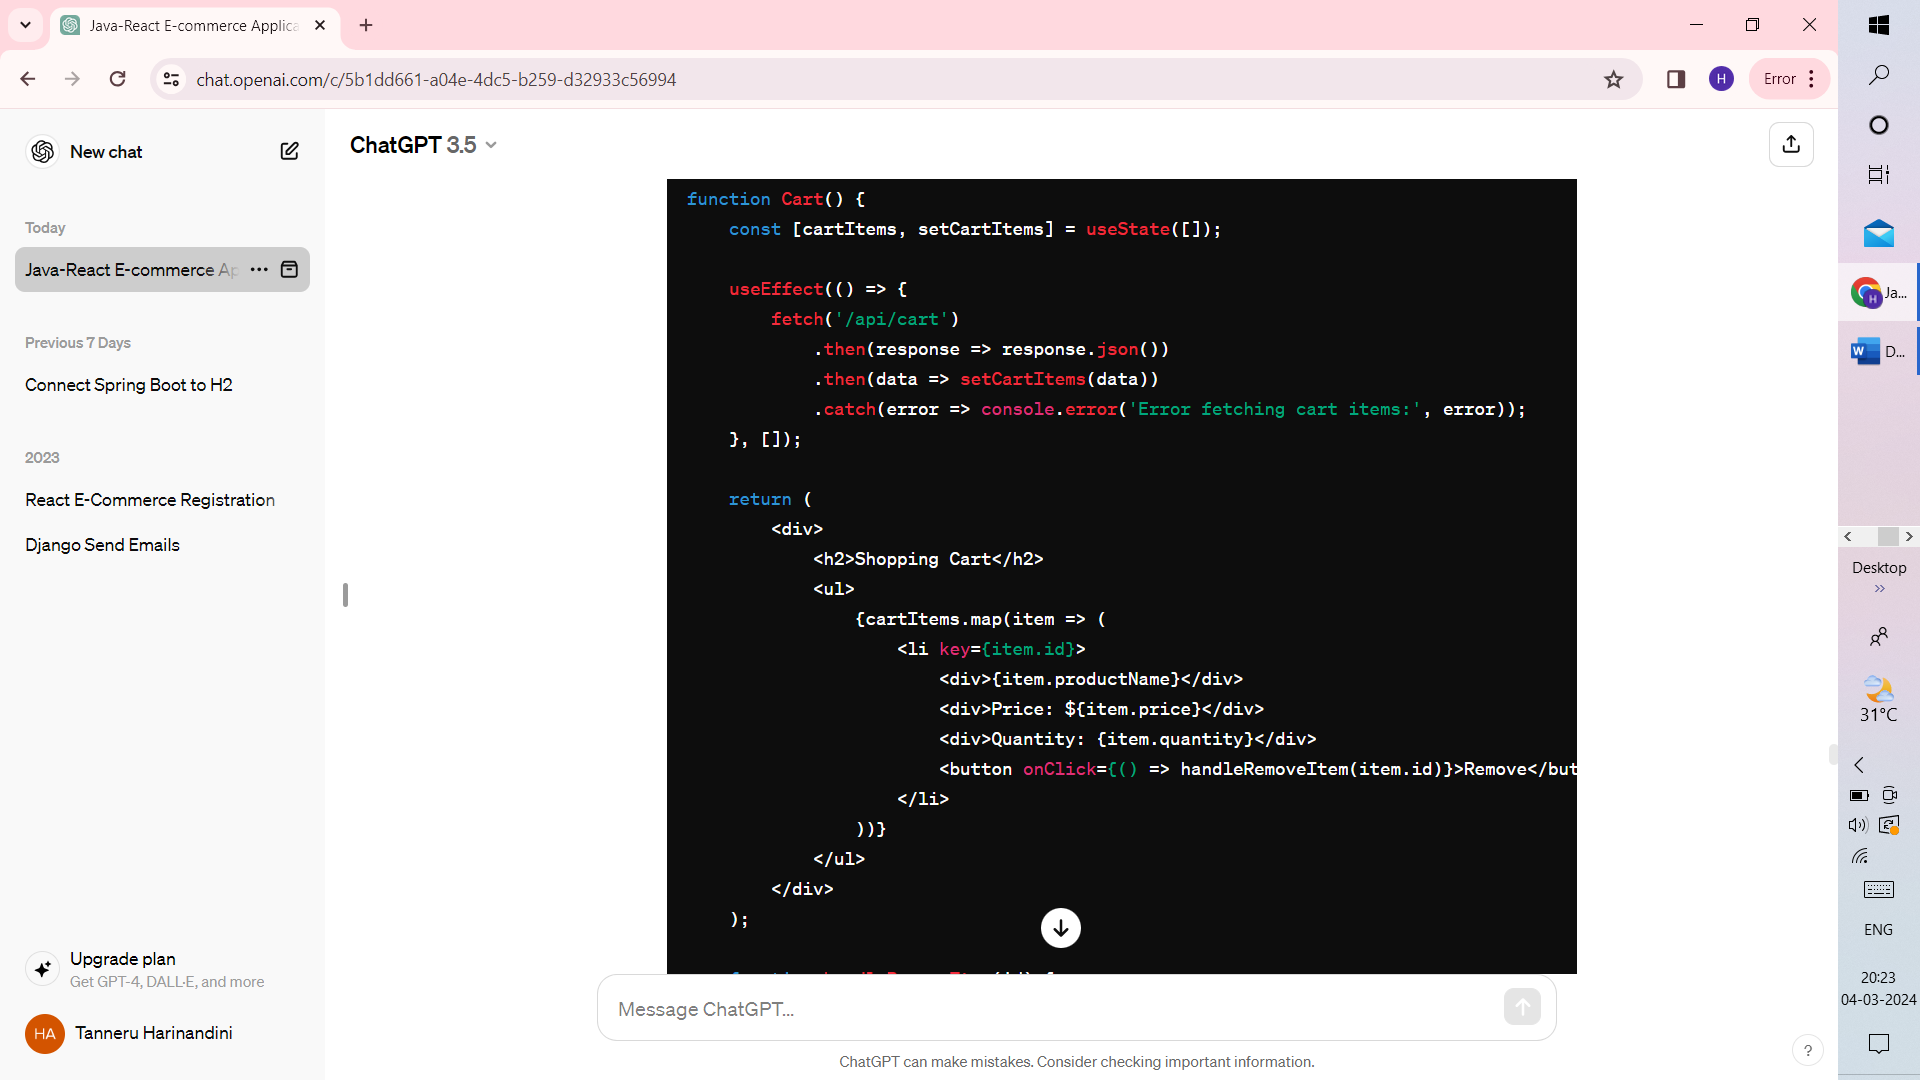 Java-React E-commerce Applica
chat.openai.com/c/5b1dd661-a04e-4dc5-b259-d32933c56994
H
Error
New chat
Today
Java-React E-commerce Ap
Previous 7 Days
Connect Spring Boot to H2
2023
React E-Commerce Registration
Django Send Emails
Upgrade plan
Get GPT-4, DALL·E, and more
HA
Tanneru Harinandini
ChatGPT 3.5
function Cart() {
const [cartItems, setCartItems] = useState([]);
useEffect(() => {
fetch('/api/cart')
.then(response => response.json())
.then(data => setCartItems(data))
.catch(error => console.error('Error fetching cart items:', error));
}, []);
return (
<div>
<h2>Shopping Cart</h2>
<ul>
{cartItems.map(item => (
<li key={item.id}>
<div>{item.productName}</div>
<div>Price: ${item.price}</div>
<div>Quantity: {item.quantity}</div>
<button onClick={() => handleRemoveItem(item.id)}>Remove</but
</li>
))}
</ul>
</div>
);
Message ChatGPT...
ChatGPT can make mistakes. Consider checking important information.
?
H
Ja...
W
D...
Desktop
31°C
ENG
20:23
04-03-2024